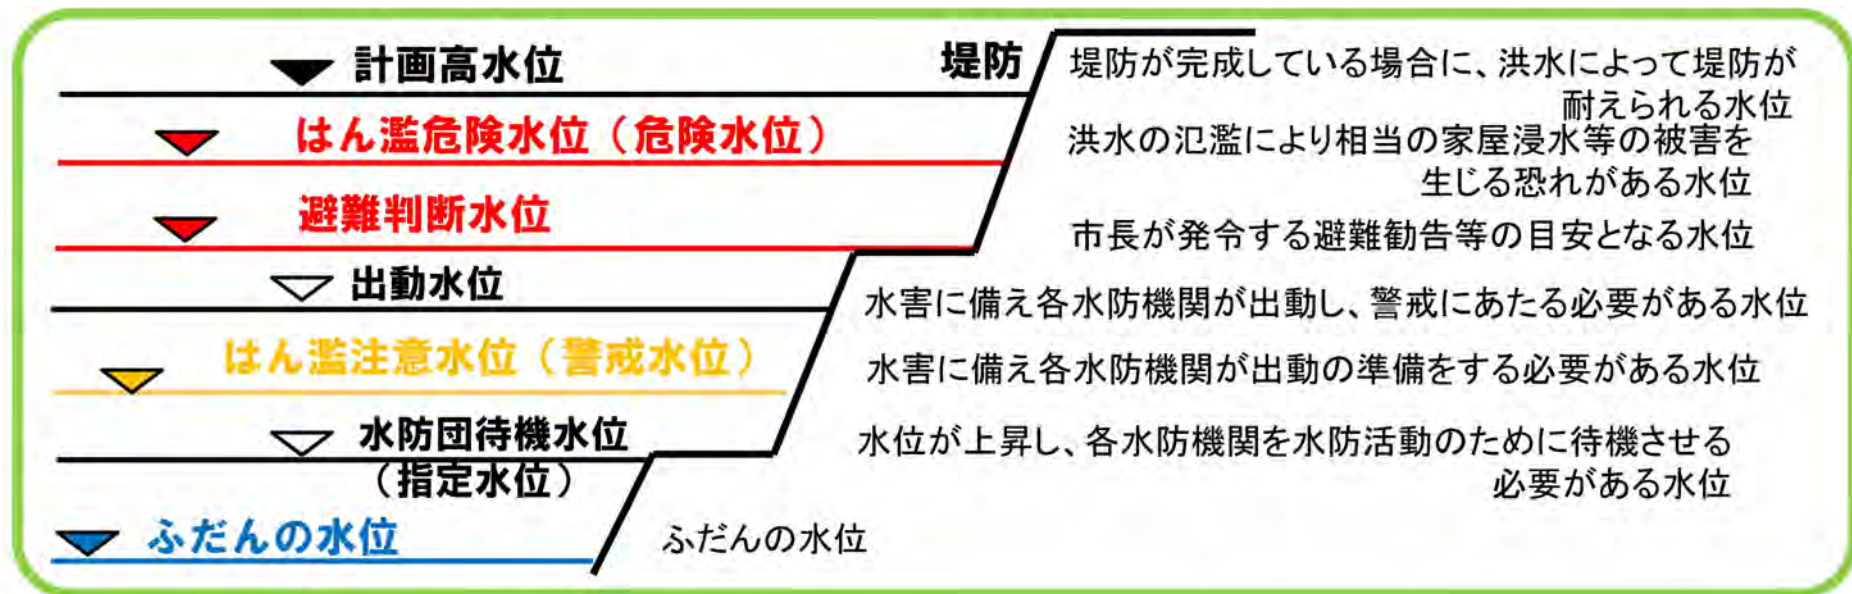 計画高水位
堤防
堤防が完成している場合に、洪水によって堤防が
耐えられる水位
はん濫危険水位（危険水位）
洪水の氾濫により相当の家屋浸水等の被害を
生じる恐れがある水位
避難判断水位
市長が発令する避難勧告等の目安となる水位
出動水位
水害に備え各水防機関が出動し、警戒にあたる必要がある水位
はん濫注意水位（警戒水位）
水害に備え各水防機関が出動の準備をする必要がある水位
水防団待機水位
（指定水位）
水位が上昇し、各水防機関を水防活動のために待機させる
必要がある水位
ふだんの水位
ふだんの水位